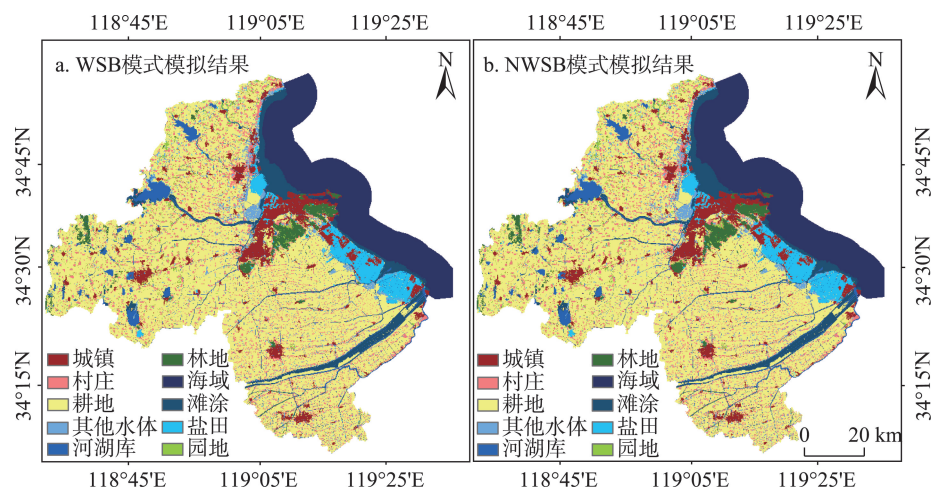 118°45′E 119°05′E 119°25′E 118°45′E 119°05′E 119°25′E
a. WSB模式模拟结果
N
b. NWSB模式模拟结果
N
34°45′N
34°30′N
34°15′N
34°45′N
34°30′N
34°15′N
城镇 林地
村庄 海域
耕地 滩涂
其他水体 盐田
河湖库 园地
城镇 林地
村庄 海域
耕地 滩涂
其他水体 盐田
河湖库 园地
0 20 km
118°45′E 119°05′E 119°25′E 118°45′E 119°05′E 119°25′E